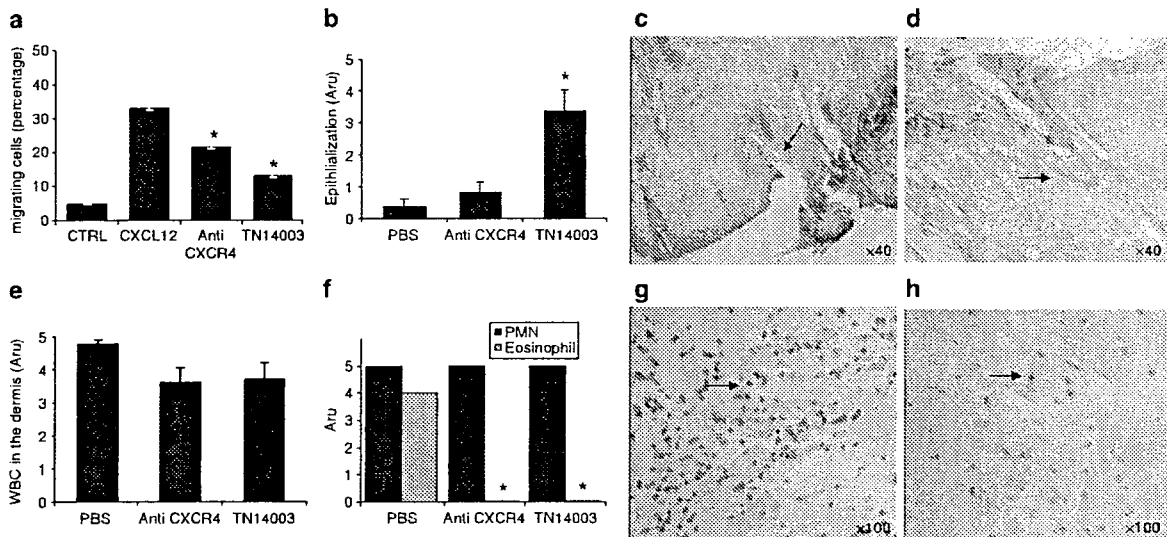 a
migrating cells (percentage)
50
40
30
20
10
0
CTRL
CXCL12
Anti
CXCR4
TN14003
*
*
b
Epithlialization (Aru)
5
4
3
2
1
0
PBS
Anti CXCR4
TN14003
*
c
×40
d
×40
e
WBC in the dermis (Aru)
5
4
3
2
1
0
PBS
Anti CXCR4
TN14003
f
PMN
Eosinophil
Aru
5
4
3
2
1
0
PBS
Anti CXCR4
TN14003
*
*
g
×100
h
×100